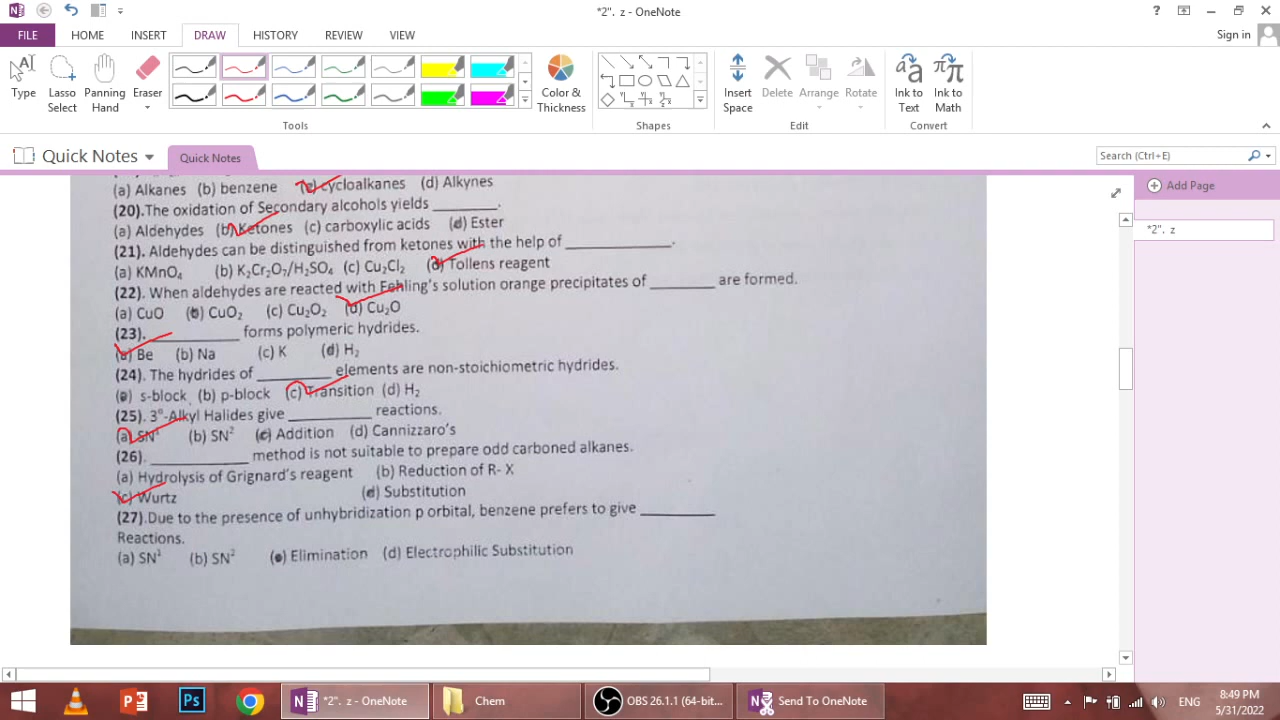 *2". z - OneNote
Sign in
FILE HOME INSERT DRAW HISTORY REVIEW VIEW
Type
Lasso Select
Panning Hand
Eraser
Color & Thickness
Insert Space
Delete
Arrange
Rotate
Ink to Text
Ink to Math
Tools
Shapes
Edit
Convert
Quick Notes
Quick Notes
Search (Ctrl+E)
Add Page
*2". z
(a) Alkanes (b) benzene (c) cycloalkanes (d) Alkynes
(20).The oxidation of Secondary alcohols yields ________.
(a) Aldehydes (b) Ketones (c) carboxylic acids (d) Ester
(21). Aldehydes can be distinguished from ketones with the help of ____________.
(a) KMnO₄ (b) K₂Cr₂O₇/H₂SO₄ (c) Cu₂Cl₂ (d) Tollens reagent
(22). When aldehydes are reacted with Fehling's solution orange precipitates of _______ are formed.
(a) CuO (b) CuO₂ (c) Cu₂O₂ (d) Cu₂O
(23). __________ forms polymeric hydrides.
(a) Be (b) Na (c) K (d) H₂
(24). The hydrides of ________ elements are non-stoichiometric hydrides.
(a) s-block (b) p-block (c) Transition (d) H₂
(25). 3°-Alkyl Halides give _________ reactions.
(a) SN¹ (b) SN² (c) Addition (d) Cannizzaro's
(26). __________ method is not suitable to prepare odd carboned alkanes.
(a) Hydrolysis of Grignard's reagent (b) Reduction of R- X
(c) Wurtz (d) Substitution
(27).Due to the presence of unhybridization p orbital, benzene prefers to give ________
Reactions.
(a) SN¹ (b) SN² (c) Elimination (d) Electrophilic Substitution
*2". z - OneNote
Chem
OBS 26.1.1 (64-bit...
Send To OneNote
ENG
8:49 PM
5/31/2022